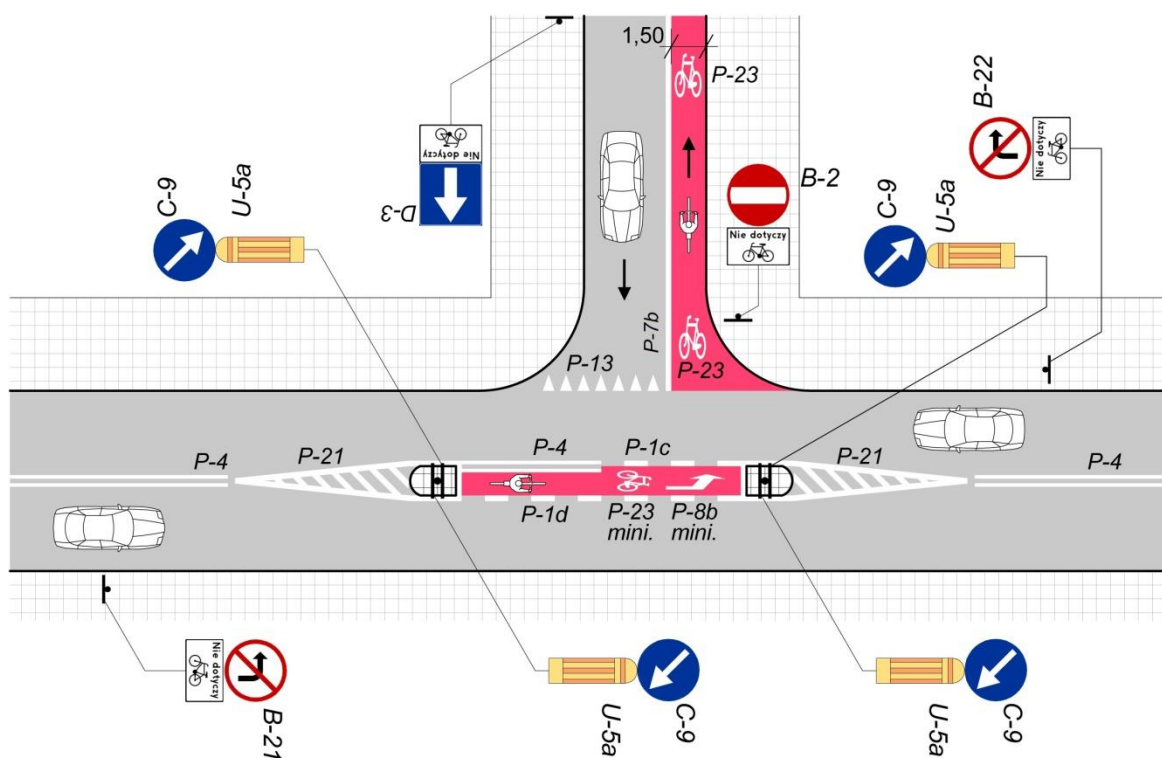 1,50
P-23
B-22
Nie dotyczy
Nie dotyczy
C-9
U-5a
D-3
B-2
Nie dotyczy
C-9
U-5a
P-7b
P-13
P-23
P-4
P-21
P-4
P-1c
P-21
P-4
P-1d
P-23
mini.
P-8b
mini.
Nie dotyczy
B-21
U-5a
C-9
U-5a
C-9